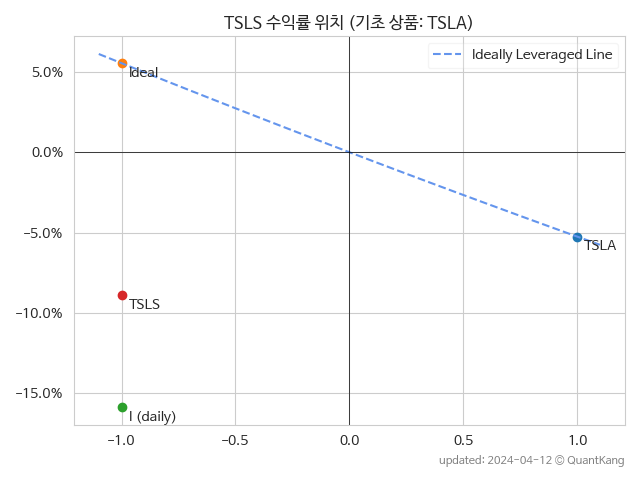 TSLS 수익률 위치 (기초 상품: TSLA)
Ideally Leveraged Line
5.0%
0.0%
−5.0%
−10.0%
−15.0%
Ideal
TSLA
TSLS
I (daily)
−1.0
−0.5
0.0
0.5
1.0
updated: 2024-04-12 © QuantKang